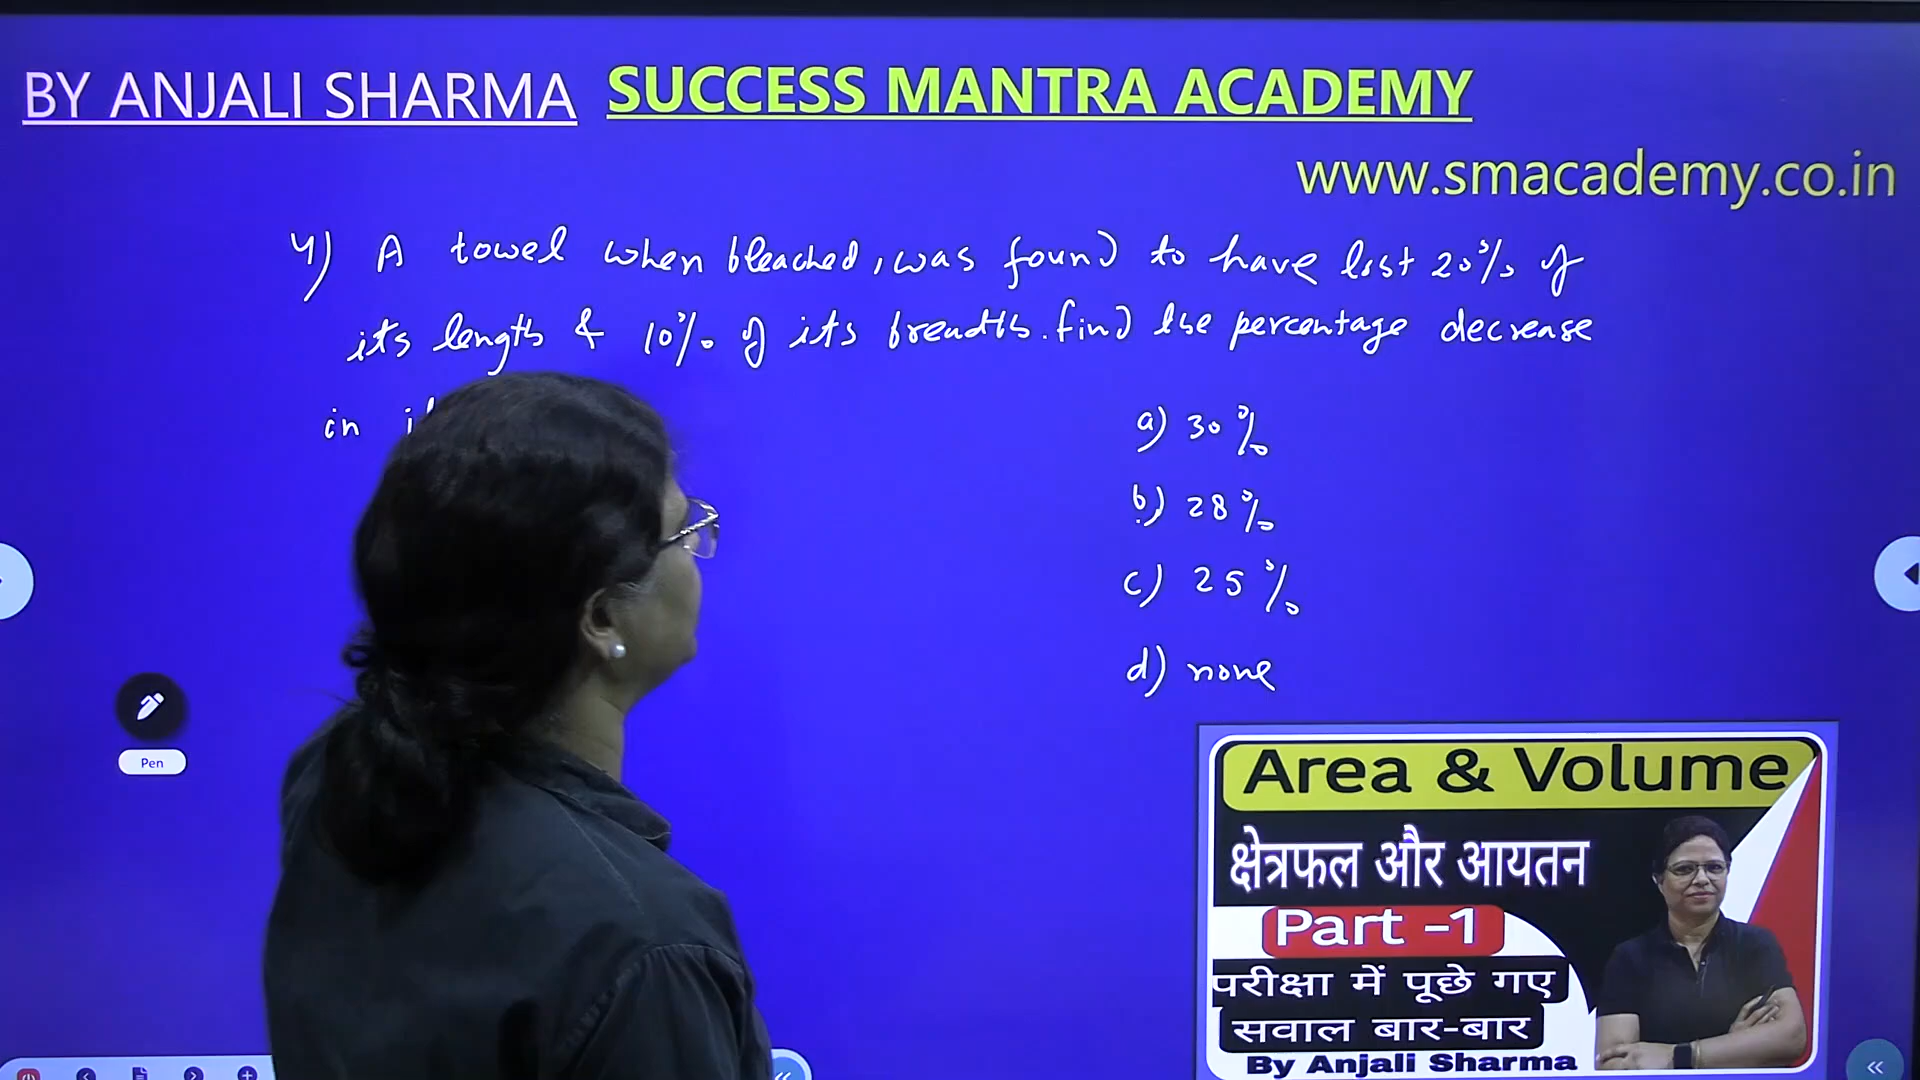 BY ANJALI SHARMA SUCCESS MANTRA ACADEMY
www.smacademy.co.in
4) A towel when bleached, was found to have lost 20% of
its length & 10% of its breadth. find the percentage decrease
in
a) 30%
b) 28%
c) 25%
d) none
Pen
Area & Volume
क्षेत्रफल और आयतन
Part -1
परीक्षा में पूछे गए
सवाल बार-बार
By Anjali Sharma